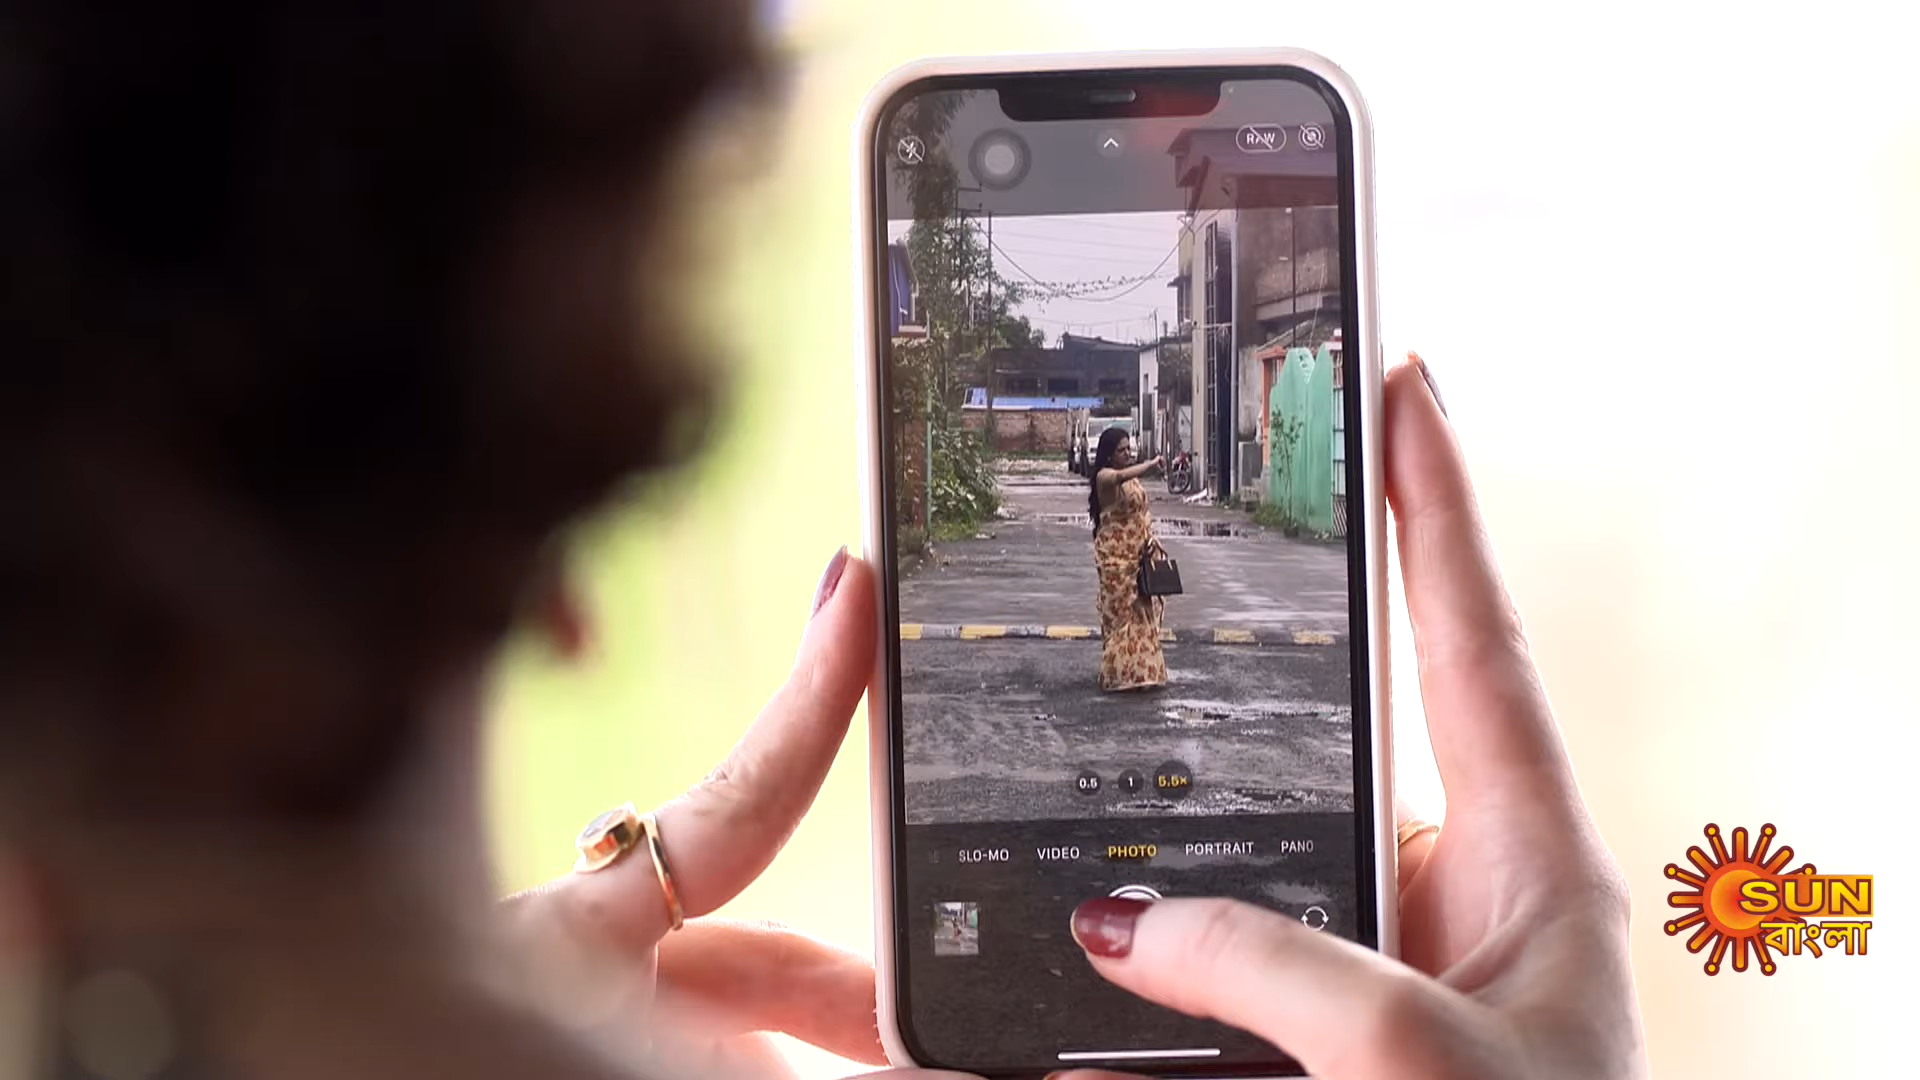 RAW
0.5 1 5.5×
SLO-MO VIDEO PHOTO PORTRAIT PANO
SUN
বাংলা